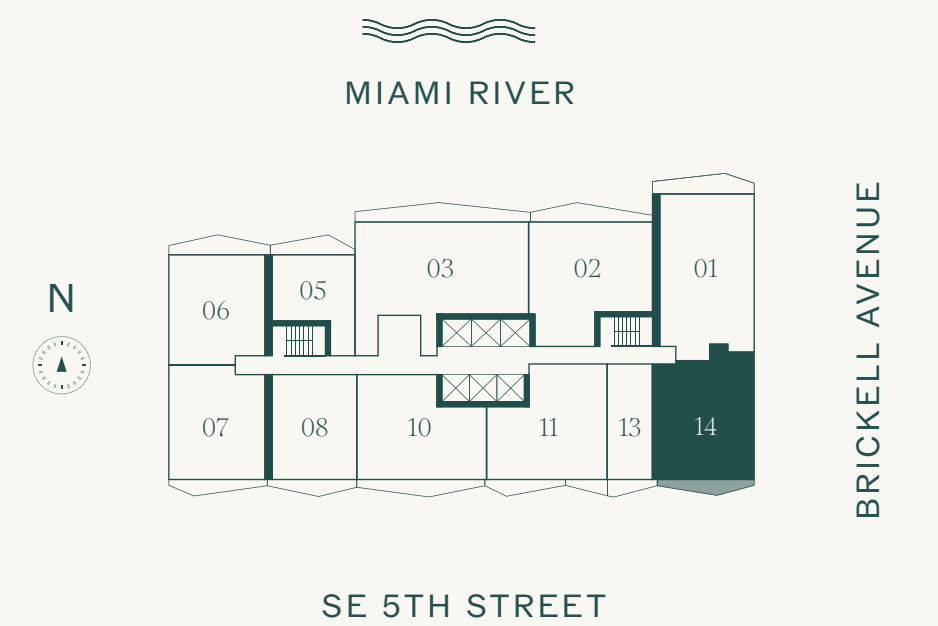 MIAMI RIVER
N
BRICKELL AVENUE
03
02
01
05
06
07
08
10
11
13
14
SE 5TH STREET